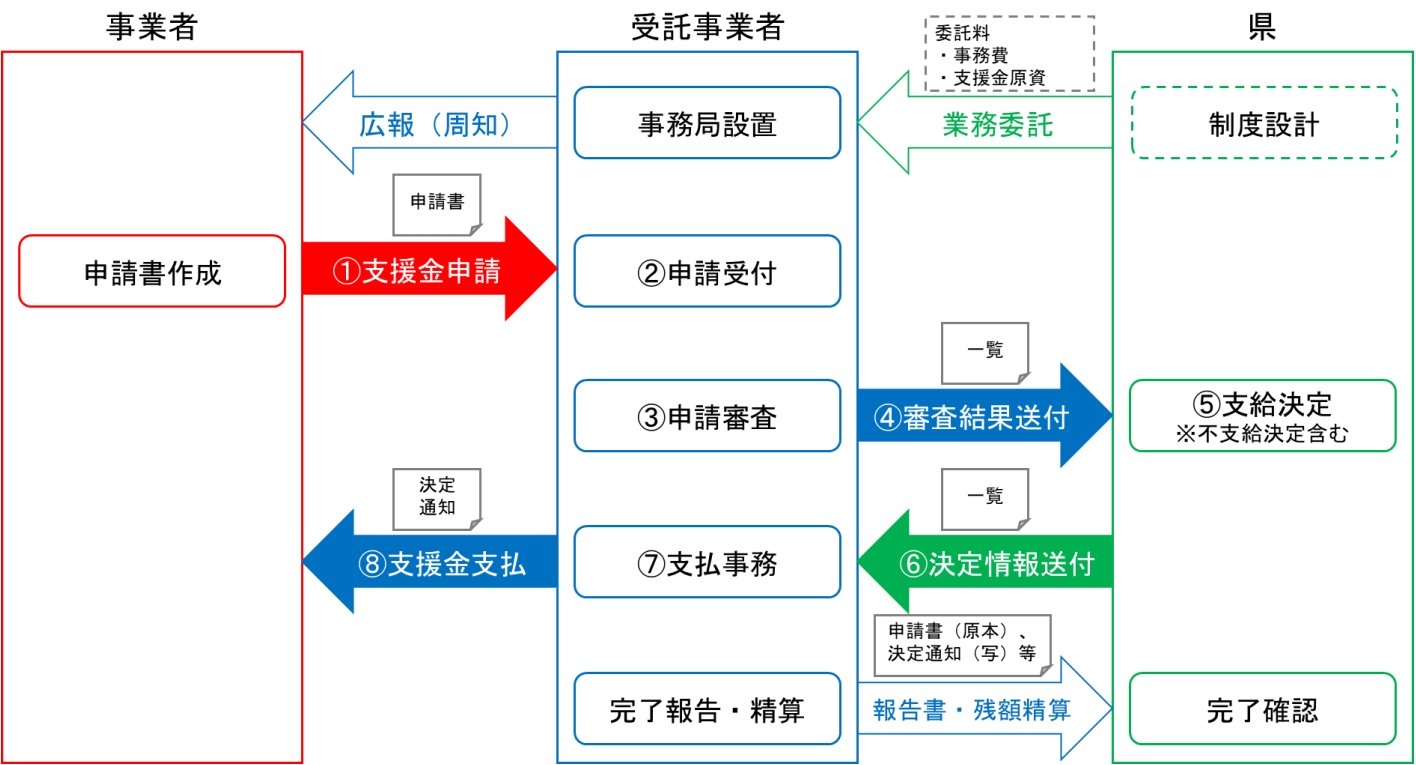 事業者
受託事業者
県
委託料
・事務費
・支援金原資
広報（周知）
事務局設置
業務委託
制度設計
申請書
申請書作成
①支援金申請
②申請受付
一覧
③申請審査
④審査結果送付
⑤支給決定
※不支給決定含む
決定
通知
一覧
⑧支援金支払
⑦支払事務
⑥決定情報送付
申請書（原本）、
決定通知（写）等
完了報告・精算
報告書・残額精算
完了確認